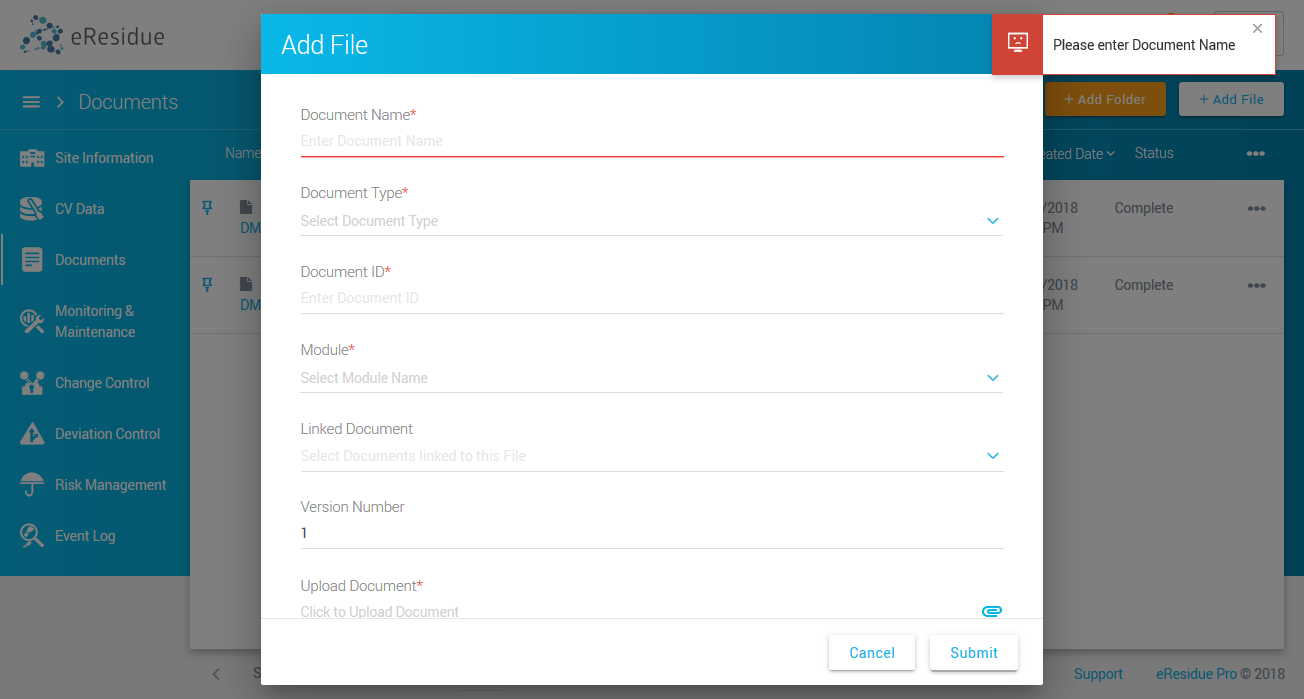 eResidue
Add File
Please enter Document Name
Documents
+ Add Folder
+ Add File
Site Information
CV Data
Documents
Monitoring &
Maintenance
Change Control
Deviation Control
Risk Management
Event Log
Name
Date
Status
/2018
PM
Complete
DM
/2018
PM
Complete
DM
Document Name*
Enter Document Name
Document Type*
Select Document Type
Document ID*
Enter Document ID
Module*
Select Module Name
Linked Document
Select Documents linked to this File
Version Number
1
Upload Document*
Click to Upload Document
Cancel
Submit
Support
eResidue Pro © 2018